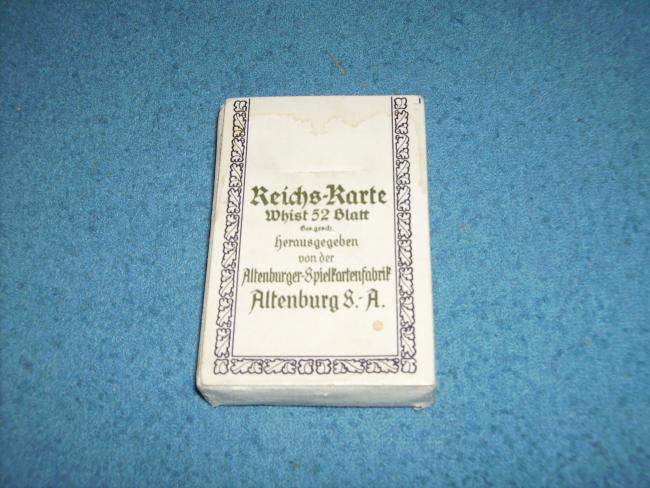 Reichs-Karte
Whist 52 Blatt
Ges. gesch.
Herausgegeben
von der
Altenburger-Spielkartenfabrik
Altenburg S.-A.